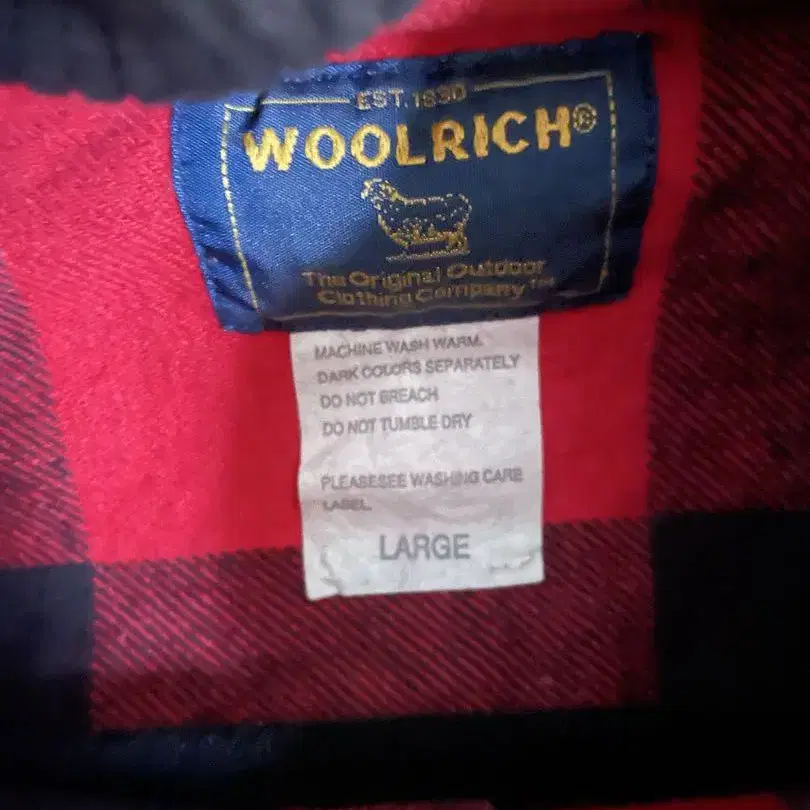 EST. 1830
WOOLRICH®
The Original Outdoor
Clothing Company™
MACHINE WASH WARM.
DARK COLORS SEPARATELY
DO NOT BREACH
DO NOT TUMBLE DRY
PLEASESEE WASHING CARE
LABEL.
LARGE